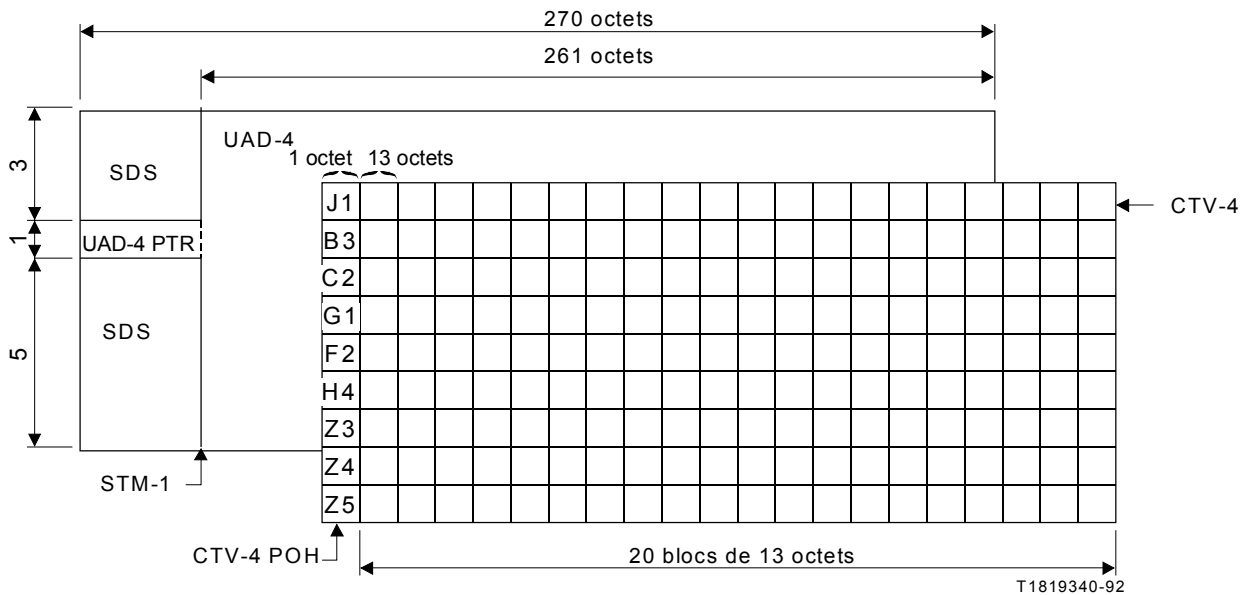 270 octets
261 octets
UAD-4
1 octet 13 octets
3
SDS
J1
CTV-4
1
UAD-4 PTR
B3
C2
G1
5
SDS
F2
H4
Z3
Z4
STM-1
Z5
CTV-4 POH
20 blocs de 13 octets
T1819340-92